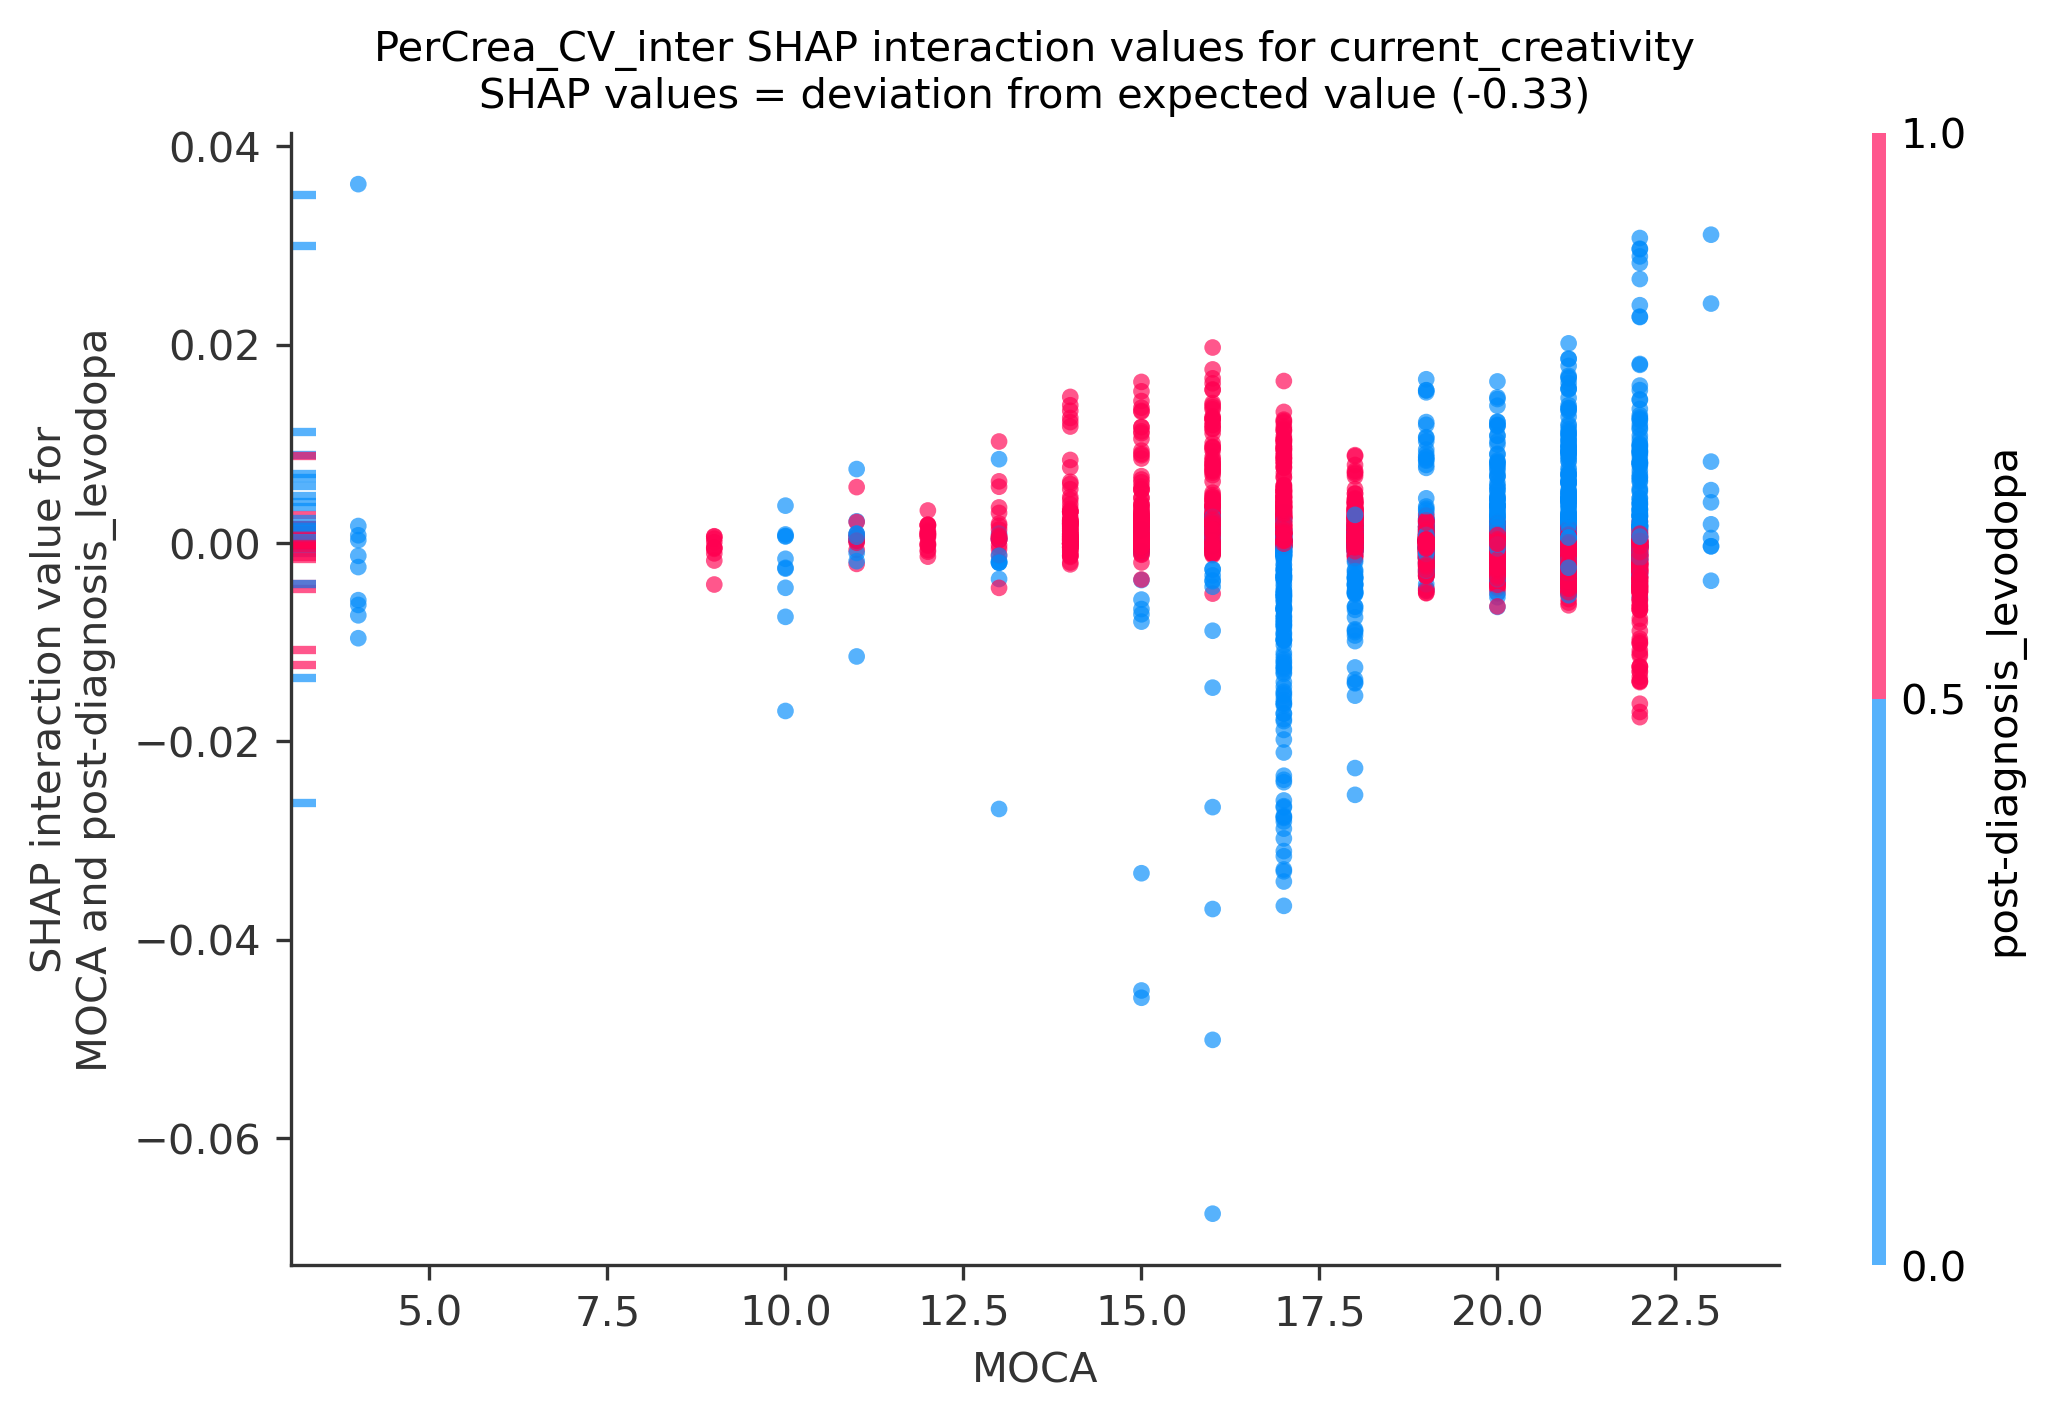 PerCrea_CV_inter SHAP interaction values for current_creativity
SHAP values = deviation from expected value (-0.33)
SHAP interaction value for
MOCA and post-diagnosis_levodopa
0.04
0.02
0.00
−0.02
−0.04
−0.06
5.0
7.5
10.0
12.5
15.0
17.5
20.0
22.5
MOCA
1.0
0.5
0.0
post-diagnosis_levodopa